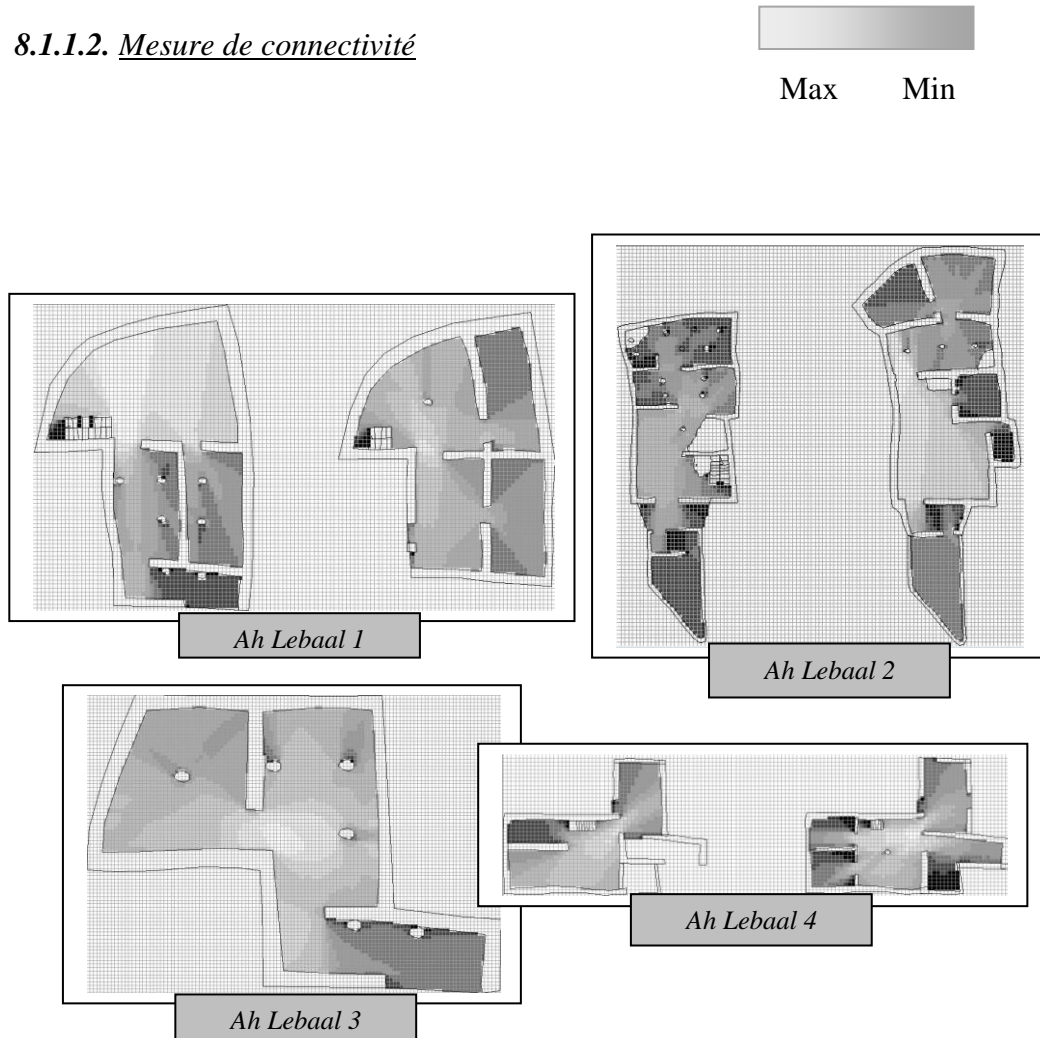 8.1.1.2. Mesure de connectivité
Max Min
Ah Lebaal 1
Ah Lebaal 2
Ah Lebaal 3
Ah Lebaal 4